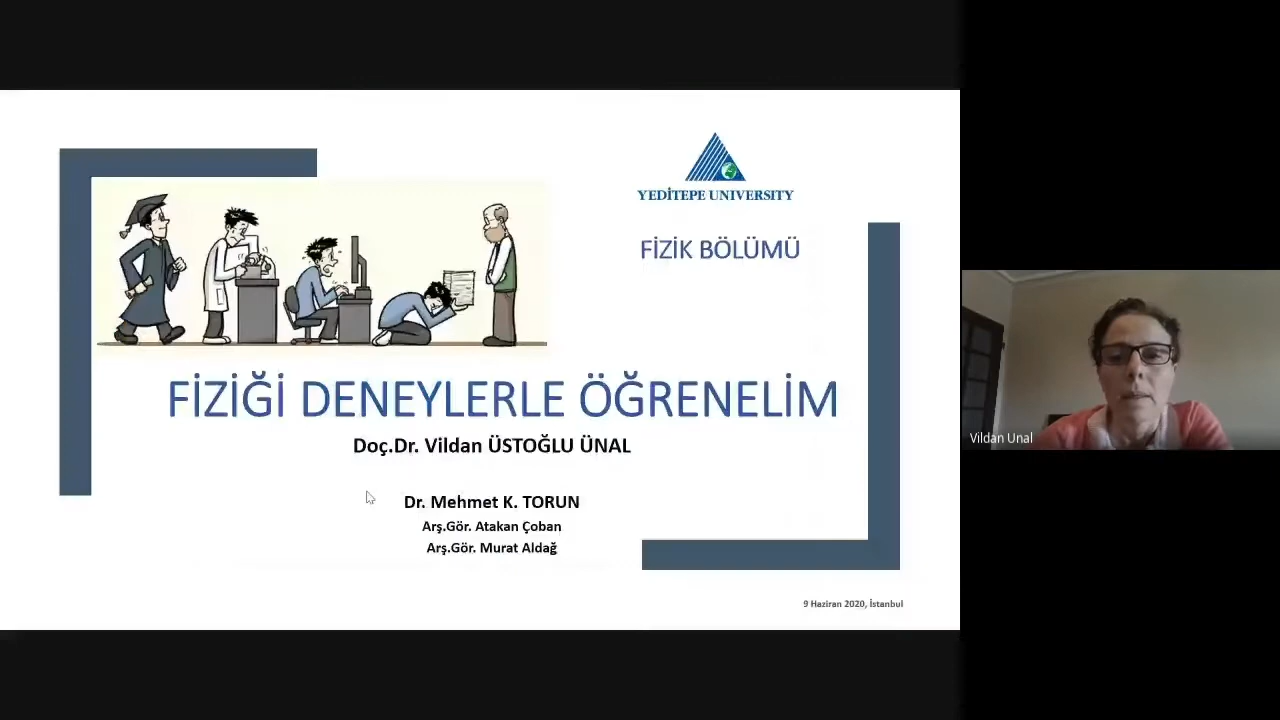 YEDİTEPE UNIVERSITY
FİZİK BÖLÜMÜ
FİZİĞİ DENEYLERLE ÖĞRENELİM
Doç.Dr. Vildan ÜSTOĞLU ÜNAL
Dr. Mehmet K. TORUN
Arş.Gör. Atakan Çoban
Arş.Gör. Murat Aldağ
9 Haziran 2020, İstanbul
Vildan Unal